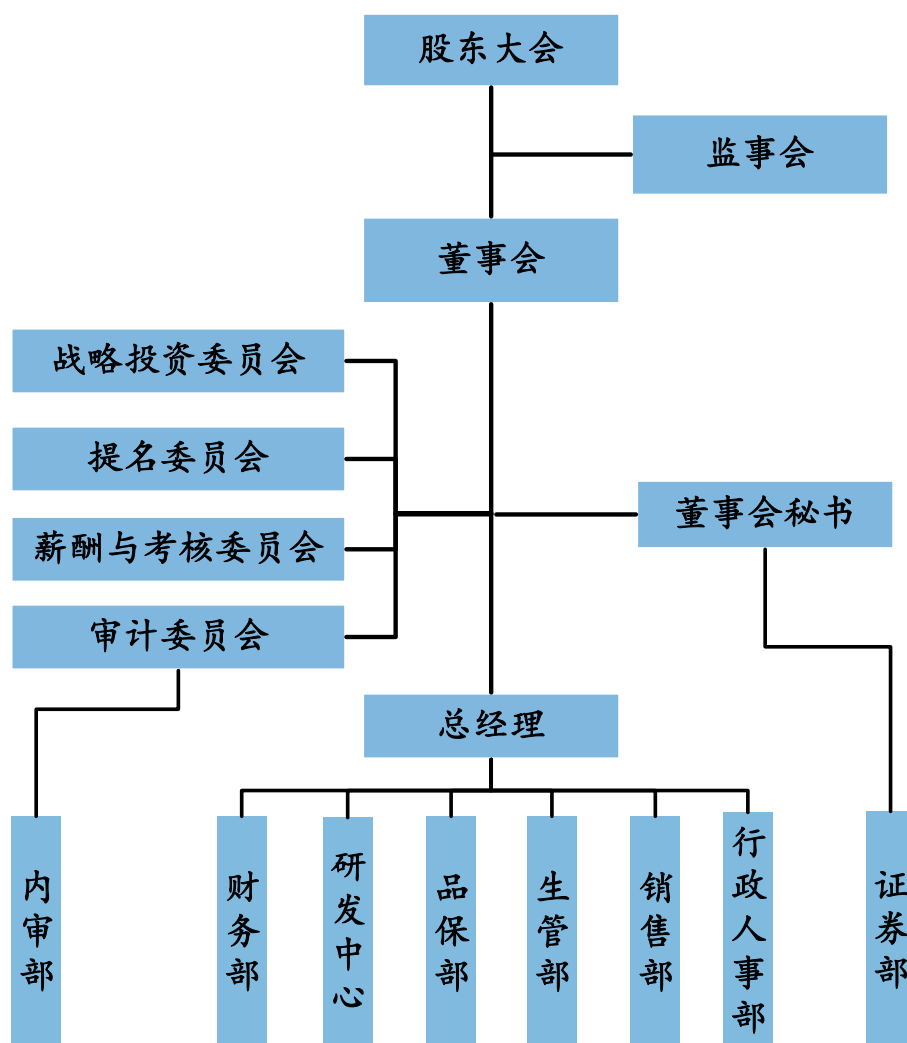 股东大会
监事会
董事会
战略投资委员会
提名委员会
董事会秘书
薪酬与考核委员会
审计委员会
总经理
内审部
财务部
研发中心
品保部
生管部
销售部
行政人事部
证券部